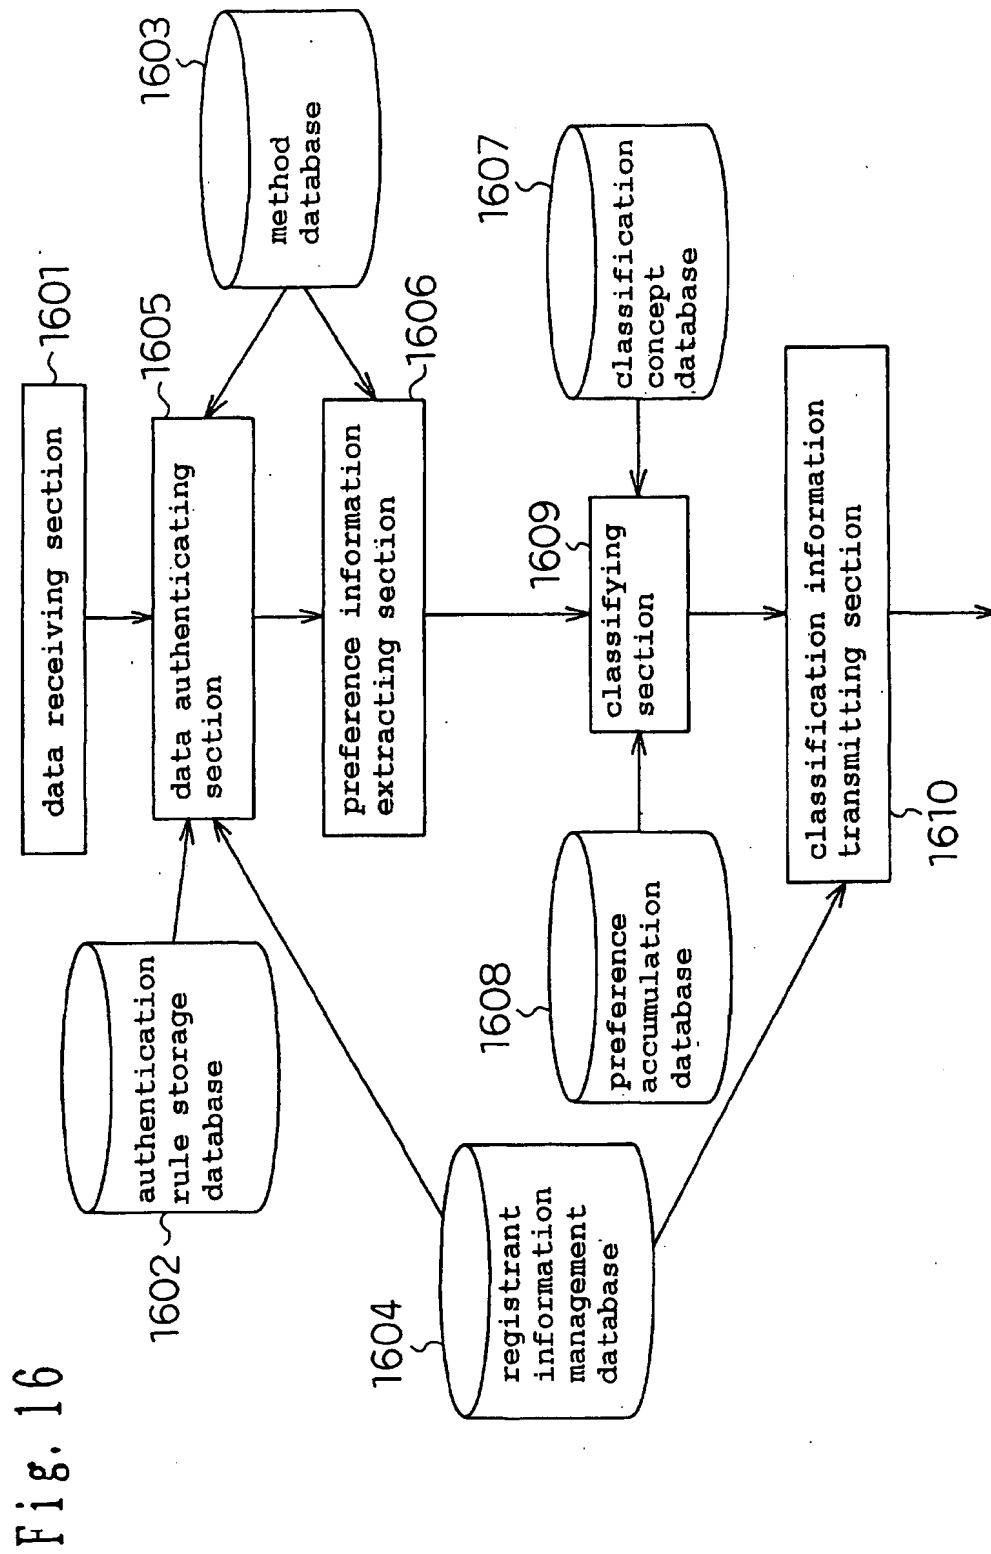 Fig. 16
1601
data receiving section
1602
authentication
rule storage
database
1605
data authenticating
section
1603
method
database
1606
preference information
extracting section
1604
registrant
information
management
database
1608
preference
accumulation
database
1609
classifying
section
1607
classification
concept
database
classification information
transmitting section
1610